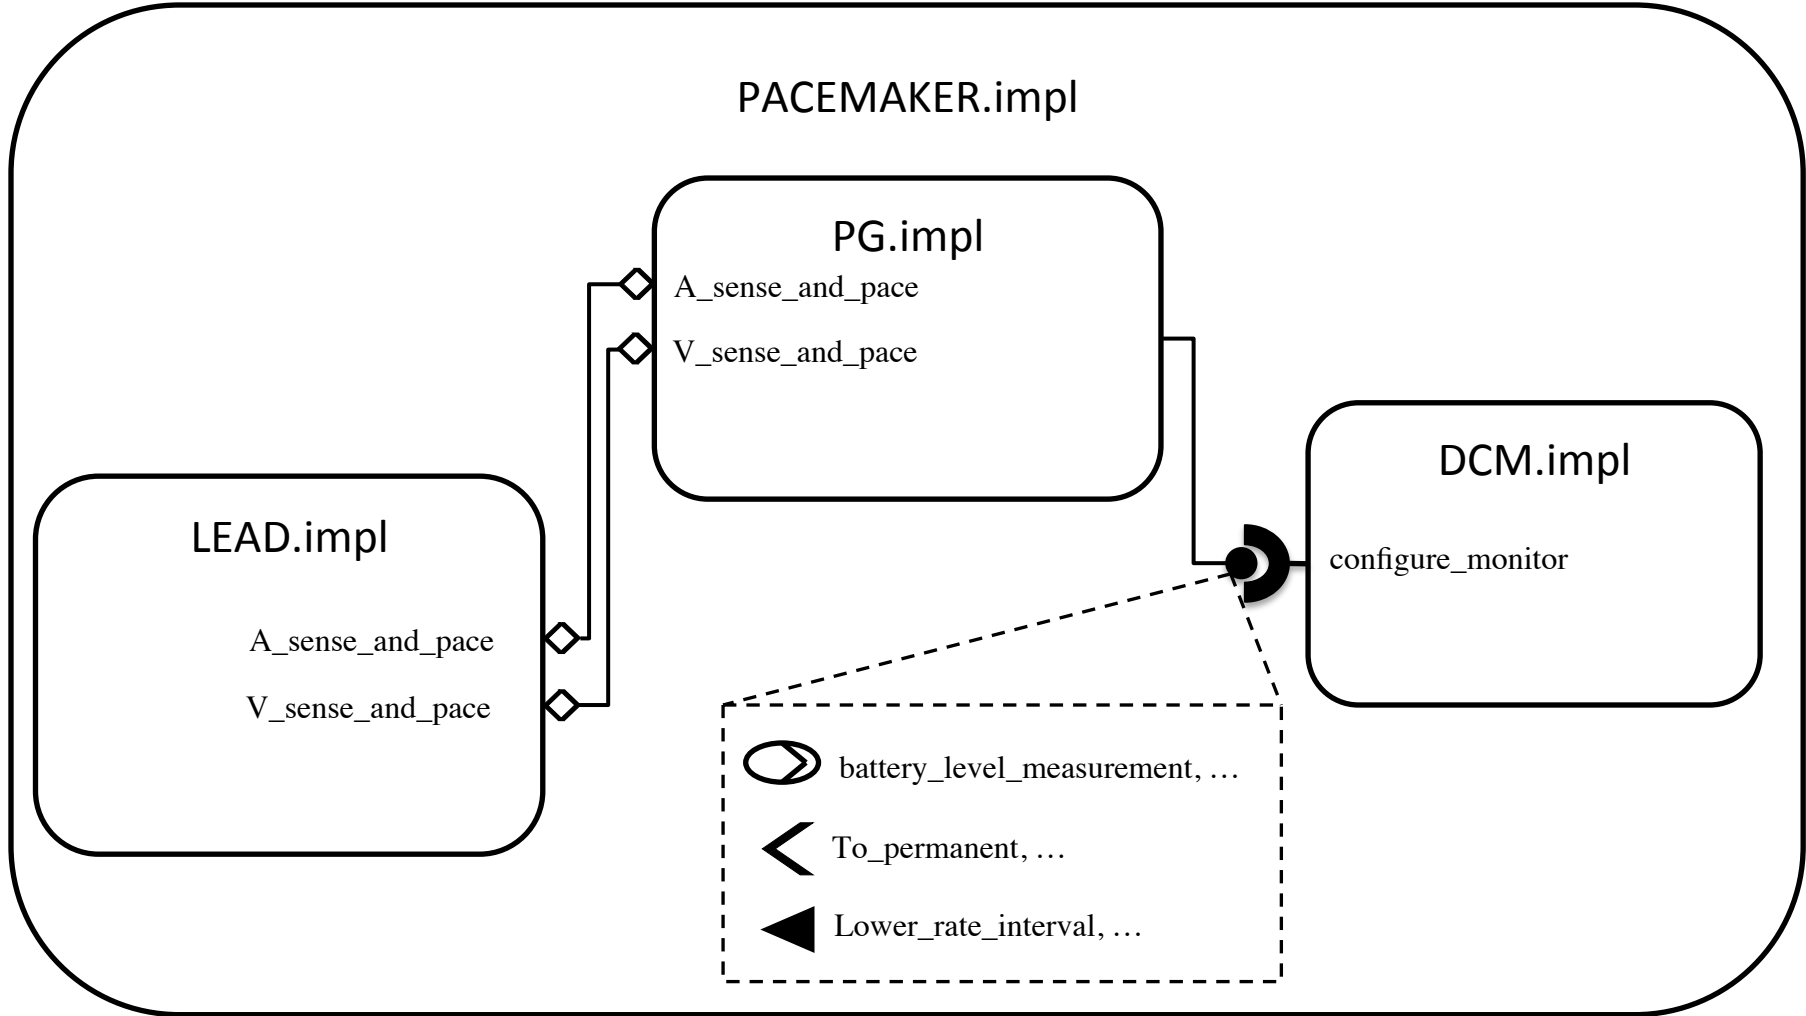 PACEMAKER.impl
PG.impl
A_sense_and_pace
V_sense_and_pace
DCM.impl
configure_monitor
LEAD.impl
A_sense_and_pace
V_sense_and_pace
battery_level_measurement, …
To_permanent, …
Lower_rate_interval, …